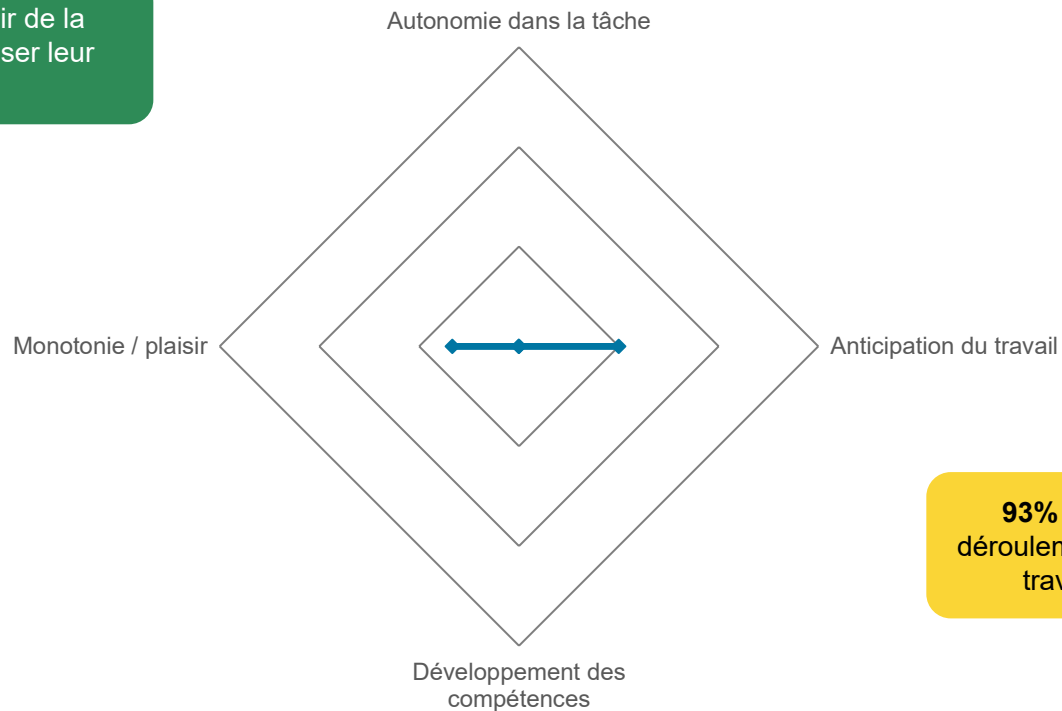 ir de la
ser leur
Autonomie dans la tâche
Monotonie / plaisir
Anticipation du travail
93%
déroulen
trav
Développement des
compétences